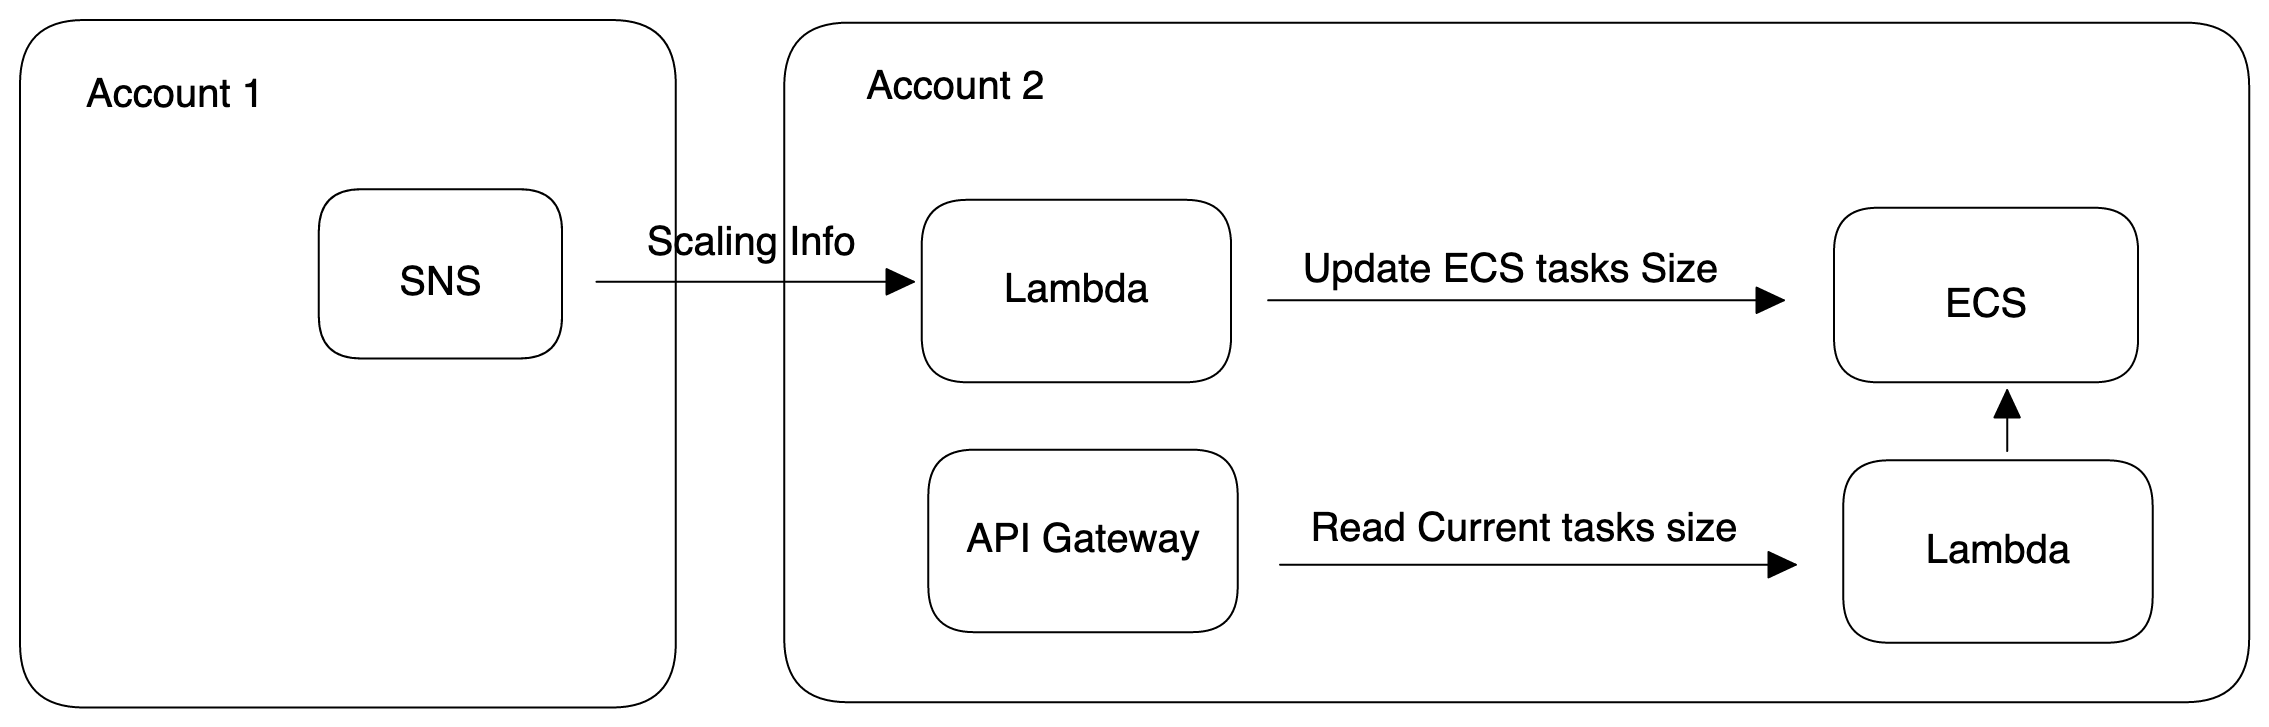 Account 1
Account 2
SNS
Scaling Info
Lambda
Update ECS tasks Size
ECS
API Gateway
Read Current tasks size
Lambda